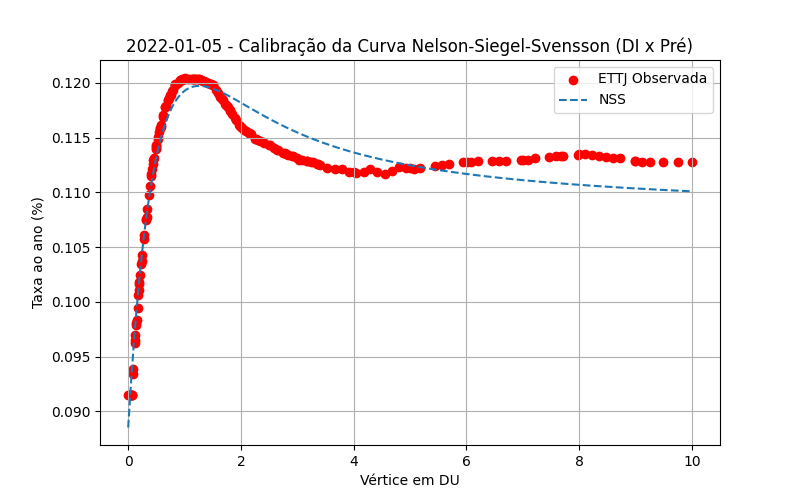 2022-01-05 - Calibração da Curva Nelson-Siegel-Svensson (DI x Pré)
ETTJ Observada
NSS
Taxa ao ano (%)
0.120
0.115
0.110
0.105
0.100
0.095
0.090
0 2 4 6 8 10
Vértice em DU